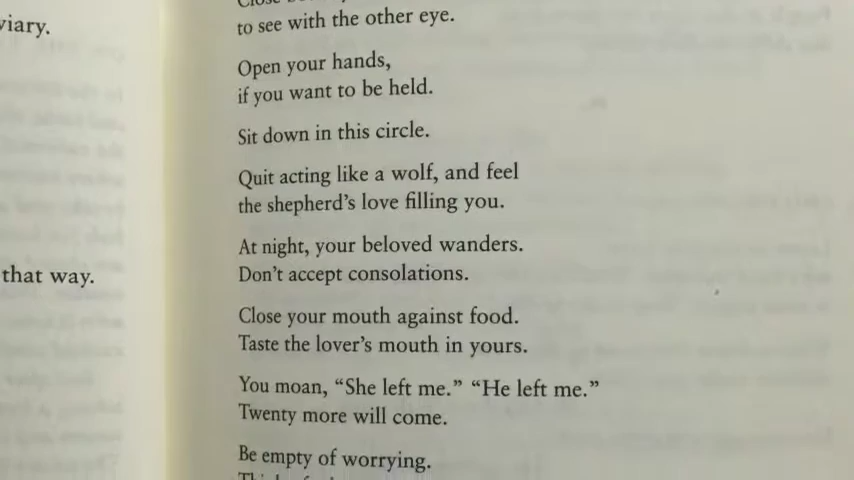 viary.
that way.
to see with the other eye.
Open your hands,
if you want to be held.
Sit down in this circle.
Quit acting like a wolf, and feel
the shepherd's love filling you.
At night, your beloved wanders.
Don't accept consolations.
Close your mouth against food.
Taste the lover's mouth in yours.
You moan, “She left me.” “He left me.”
Twenty more will come.
Be empty of worrying.